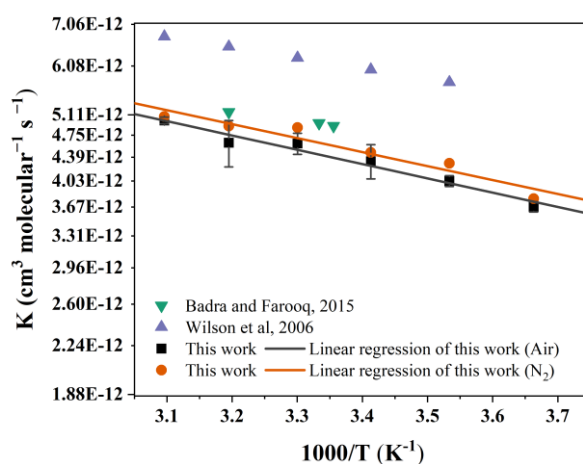 7.06E-12
6.08E-12
5.11E-12
4.75E-12
4.39E-12
4.03E-12
3.67E-12
3.31E-12
2.96E-12
2.60E-12
2.24E-12
1.88E-12
K (cm³ molecular⁻¹ s⁻¹)
Badra and Farooq, 2015
Wilson et al, 2006
This work Linear regression of this work (Air)
This work Linear regression of this work (N₂)
3.1 3.2 3.3 3.4 3.5 3.6 3.7
1000/T (K⁻¹)